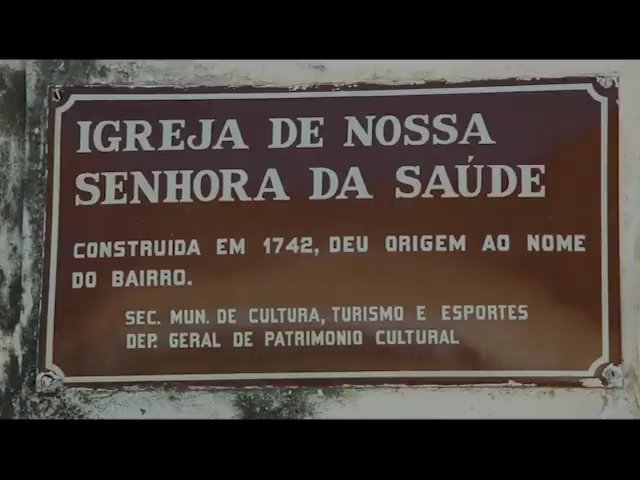 IGREJA DE NOSSA
SENHORA DA SAÚDE
CONSTRUIDA EM 1742, DEU ORIGEM AO NOME
DO BAIRRO.
SEC. MUN. DE CULTURA, TURISMO E ESPORTES
DEP. GERAL DE PATRIMONIO CULTURAL